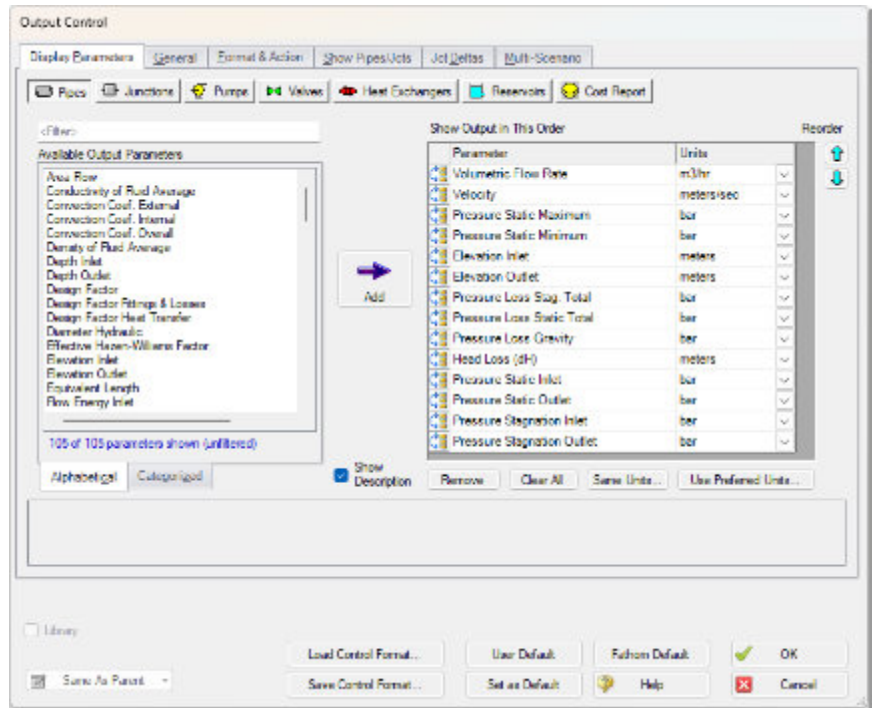 Output Control
Display Parameters General Format & Action Show Pipes/Jcts Jct Deltas Multi-Scenario
Pipes Junctions Pumps Valves Heat Exchangers Reservoirs Cost Report
<Filter>
Available Output Parameters
Area Flow
Conductivity of Fluid Average
Convection Coef. External
Convection Coef. Internal
Convection Coef. Overall
Density of Fluid Average
Depth Inlet
Depth Outlet
Design Factor
Design Factor Fittings & Losses
Design Factor Heat Transfer
Diameter Hydraulic
Effective Hazen-Williams Factor
Elevation Inlet
Elevation Outlet
Equivalent Length
Flow Energy Inlet
105 of 105 parameters shown (unfiltered)
Alphabetical Categorized
Add
Show
Description
Show Output in This Order Reorder
Parameter Units
Volumetric Flow Rate m3/hr
Velocity meters/sec
Pressure Static Maximum bar
Pressure Static Minimum bar
Elevation Inlet meters
Elevation Outlet meters
Pressure Loss Stag. Total bar
Pressure Loss Static Total bar
Pressure Loss Gravity bar
Head Loss (dH) meters
Pressure Static Inlet bar
Pressure Static Outlet bar
Pressure Stagnation Inlet bar
Pressure Stagnation Outlet bar
Remove Clear All Same Units... Use Preferred Units...
Library
Load Control Format... User Default Fathom Default OK
Same As Parent Save Control Format... Set as Default Help Cancel